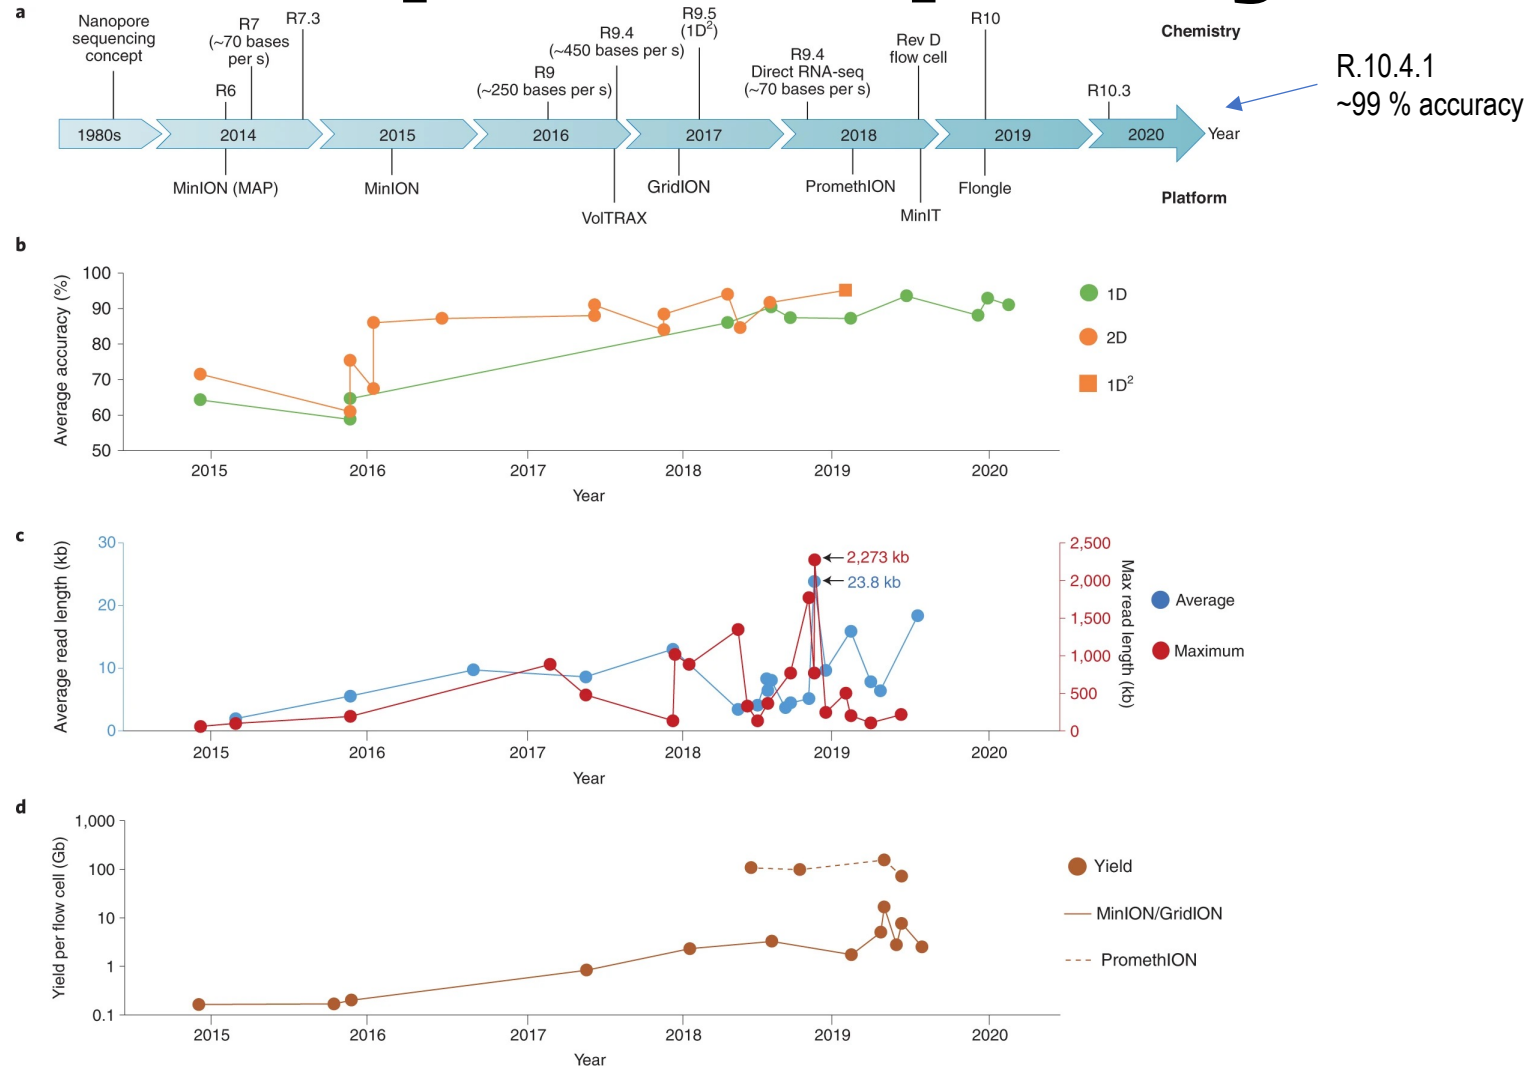 a
Nanopore
sequencing
concept
R6
R7
(~70 bases
per s)
R7.3
R9
(~250 bases per s)
R9.4
(~450 bases per s)
R9.5
(1D²)
R9.4
Direct RNA-seq
(~70 bases per s)
Rev D
flow cell
R10
R10.3
Chemistry
R.10.4.1
~99 % accuracy
1980s
2014
2015
2016
2017
2018
2019
2020
Year
MinION (MAP)
MinION
VolTRAX
GridION
PromethION
MinIT
Flongle
Platform
b
Average accuracy (%)
100
90
80
70
60
50
2015
2016
2017
2018
2019
2020
Year
1D
2D
1D²
c
Average read length (kb)
30
20
10
0
2,273 kb
23.8 kb
2,500
2,000
1,500
1,000
500
0
Max read length (kb)
2015
2016
2017
2018
2019
2020
Year
Average
Maximum
d
Yield per flow cell (Gb)
1,000
100
10
1
0.1
2015
2016
2017
2018
2019
2020
Year
Yield
MinION/GridION
PromethION